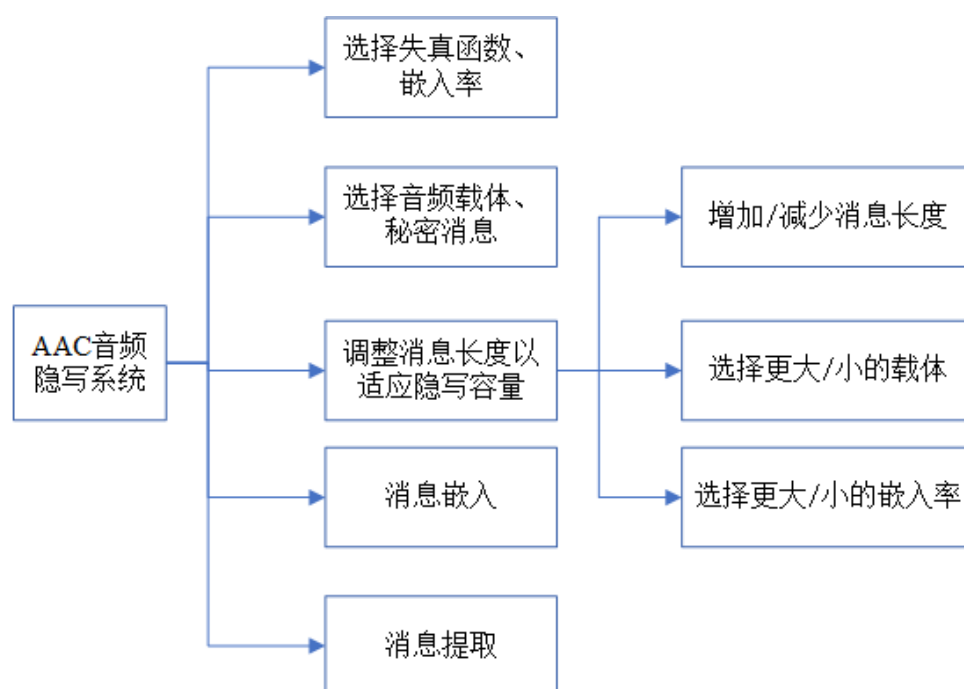 AAC音频
隐写系统
选择失真函数、
嵌入率
选择音频载体、
秘密消息
调整消息长度以
适应隐写容量
消息嵌入
消息提取
增加/减少消息长度
选择更大/小的载体
选择更大/小的嵌入率